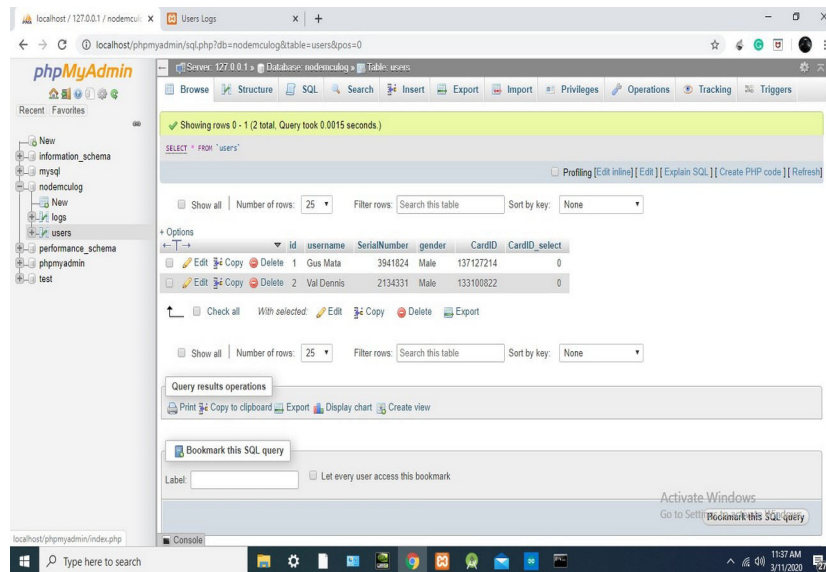 localhost / 127.0.0.1 / nodemcul X Users Logs X +
localhost/phpmyadmin/sql.php?db=nodemculog&table=users&pos=0
phpMyAdmin
Recent Favorites
New
information_schema
mysql
nodemculog
New
logs
users
performance_schema
phpmyadmin
test
Server: 127.0.0.1 » Database: nodemculog » Table: users
Browse Structure SQL Search Insert Export Import Privileges Operations Tracking Triggers
Showing rows 0 - 1 (2 total, Query took 0.0015 seconds.)
SELECT * FROM `users`
Profiling [Edit inline] [ Edit ] [ Explain SQL ] [ Create PHP code ] [ Refresh]
Show all Number of rows: 25 Filter rows: Search this table Sort by key: None
+ Options
id username SerialNumber gender CardID CardID_select
Edit Copy Delete 1 Gus Mata 3941824 Male 137127214 0
Edit Copy Delete 2 Val Dennis 2134331 Male 133100822 0
Check all With selected: Edit Copy Delete Export
Show all Number of rows: 25 Filter rows: Search this table Sort by key: None
Query results operations
Print Copy to clipboard Export Display chart Create view
Bookmark this SQL query
Label: Let every user access this bookmark
Activate Windows
Go to Settings to activate Windows.
Bookmark this SQL query
localhost/phpmyadmin/index.php
Console
Type here to search
11:37 AM
3/11/2020
27